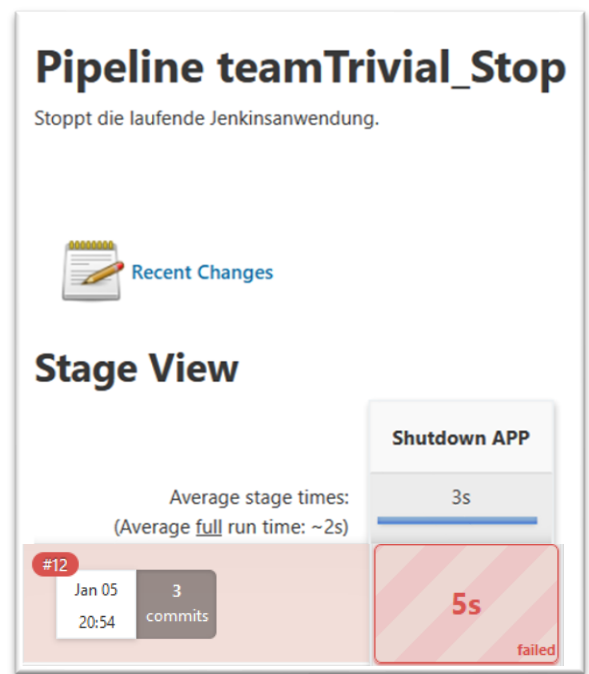 Pipeline teamTrivial_Stop
Stoppt die laufende Jenkinsanwendung.
Recent Changes
Stage View
Shutdown APP
Average stage times:
3s
(Average full run time: ~2s)
#12
Jan 05
20:54
3
commits
5s
failed